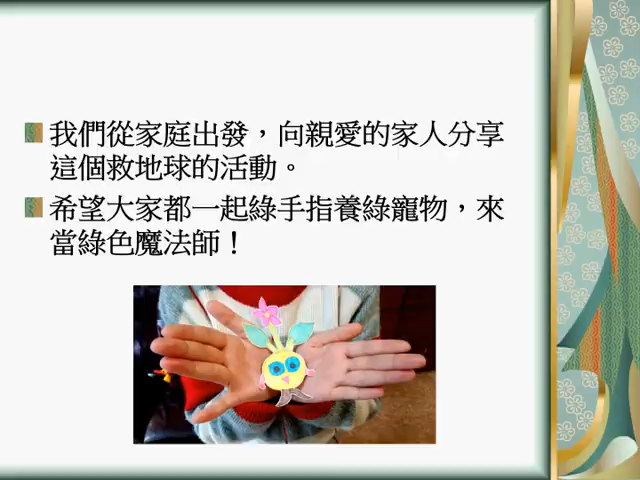 我們從家庭出發，向親愛的家人分享
這個救地球的活動。
希望大家都一起綠手指養綠寵物，來
當綠色魔法師！